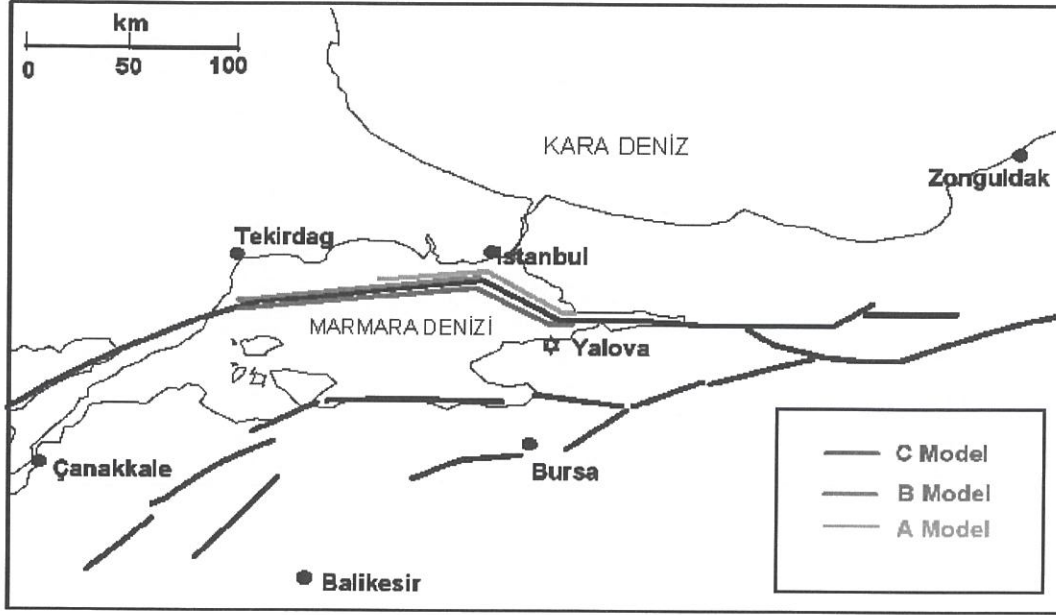 km
0 50 100
KARA DENİZ
Zonguldak
Tekirdag
Istanbul
MARMARA DENİZİ
Yalova
Çanakkale
Bursa
Balikesir
C Model
B Model
A Model